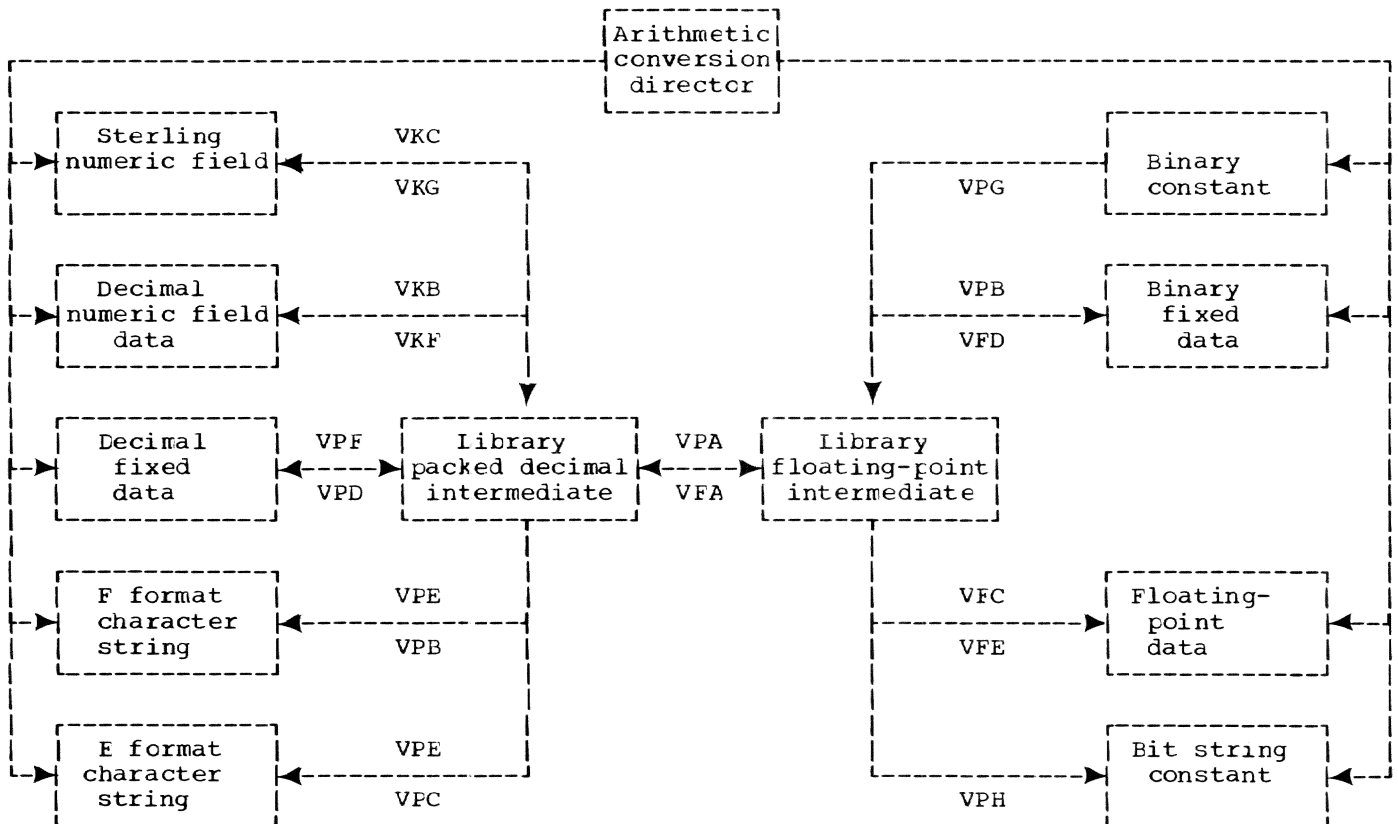 Arithmetic
conversion
director
Sterling
numeric field
VKC
VKG
VPG
Binary
constant
Decimal
numeric field
data
VKB
VKF
VPB
VFD
Binary
fixed
data
Decimal
fixed
data
VPF
VPD
Library
packed decimal
intermediate
VPA
VFA
Library
floating-point
intermediate
F format
character
string
VPE
VPB
VFC
VFE
Floating-
point
data
E format
character
string
VPE
VPC
VPH
Bit string
constant